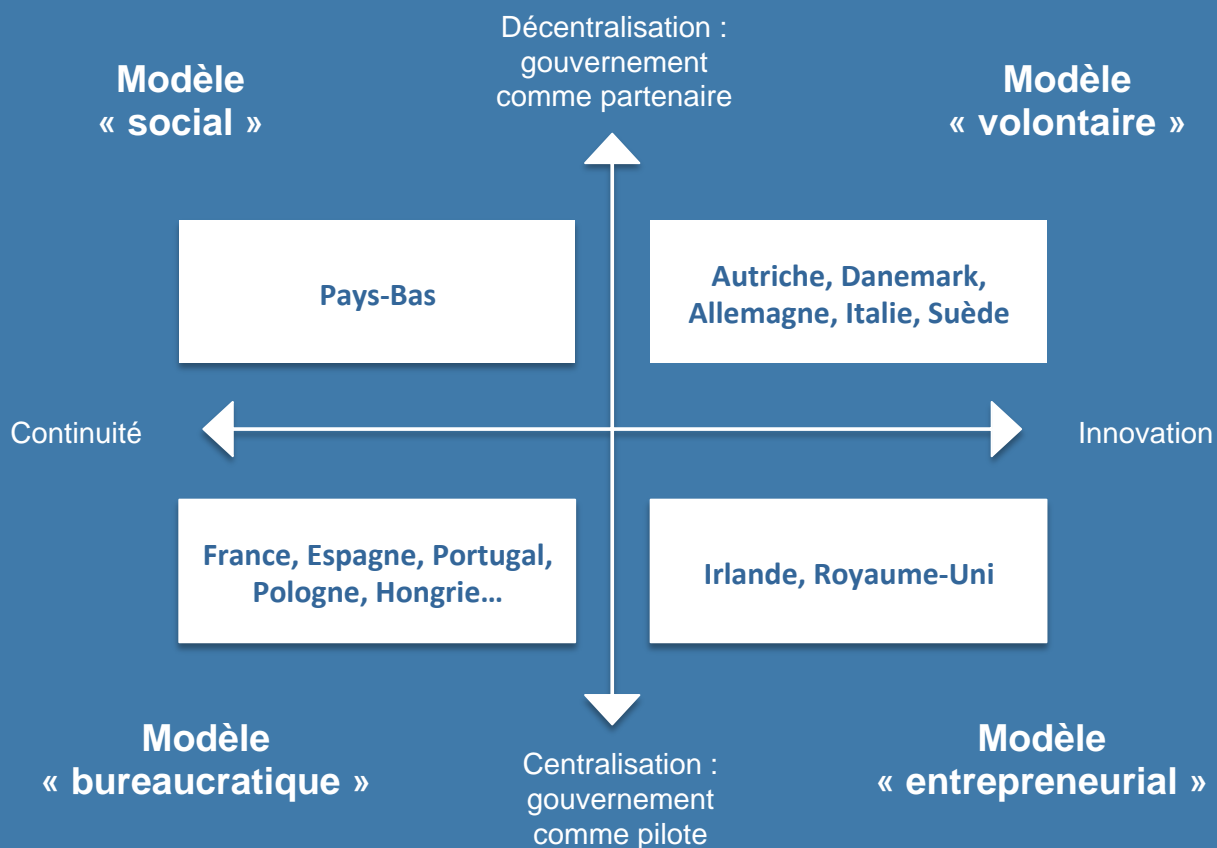 Décentralisation :
gouvernement
comme partenaire
Modèle
« social »
Modèle
« volontaire »
Pays-Bas
Autriche, Danemark,
Allemagne, Italie, Suède
Continuité
Innovation
France, Espagne, Portugal,
Pologne, Hongrie…
Irlande, Royaume-Uni
Modèle
« bureaucratique »
Modèle
« entrepreneurial »
Centralisation :
gouvernement
comme pilote